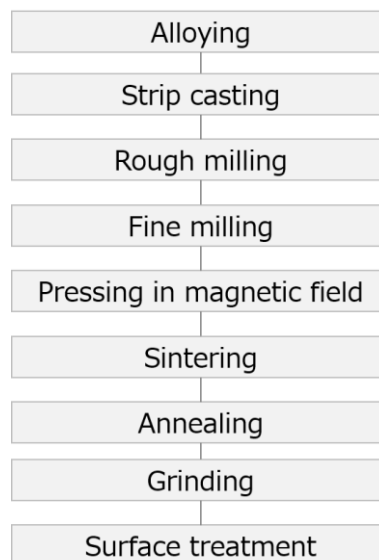 Alloying
Strip casting
Rough milling
Fine milling
Pressing in magnetic field
Sintering
Annealing
Grinding
Surface treatment